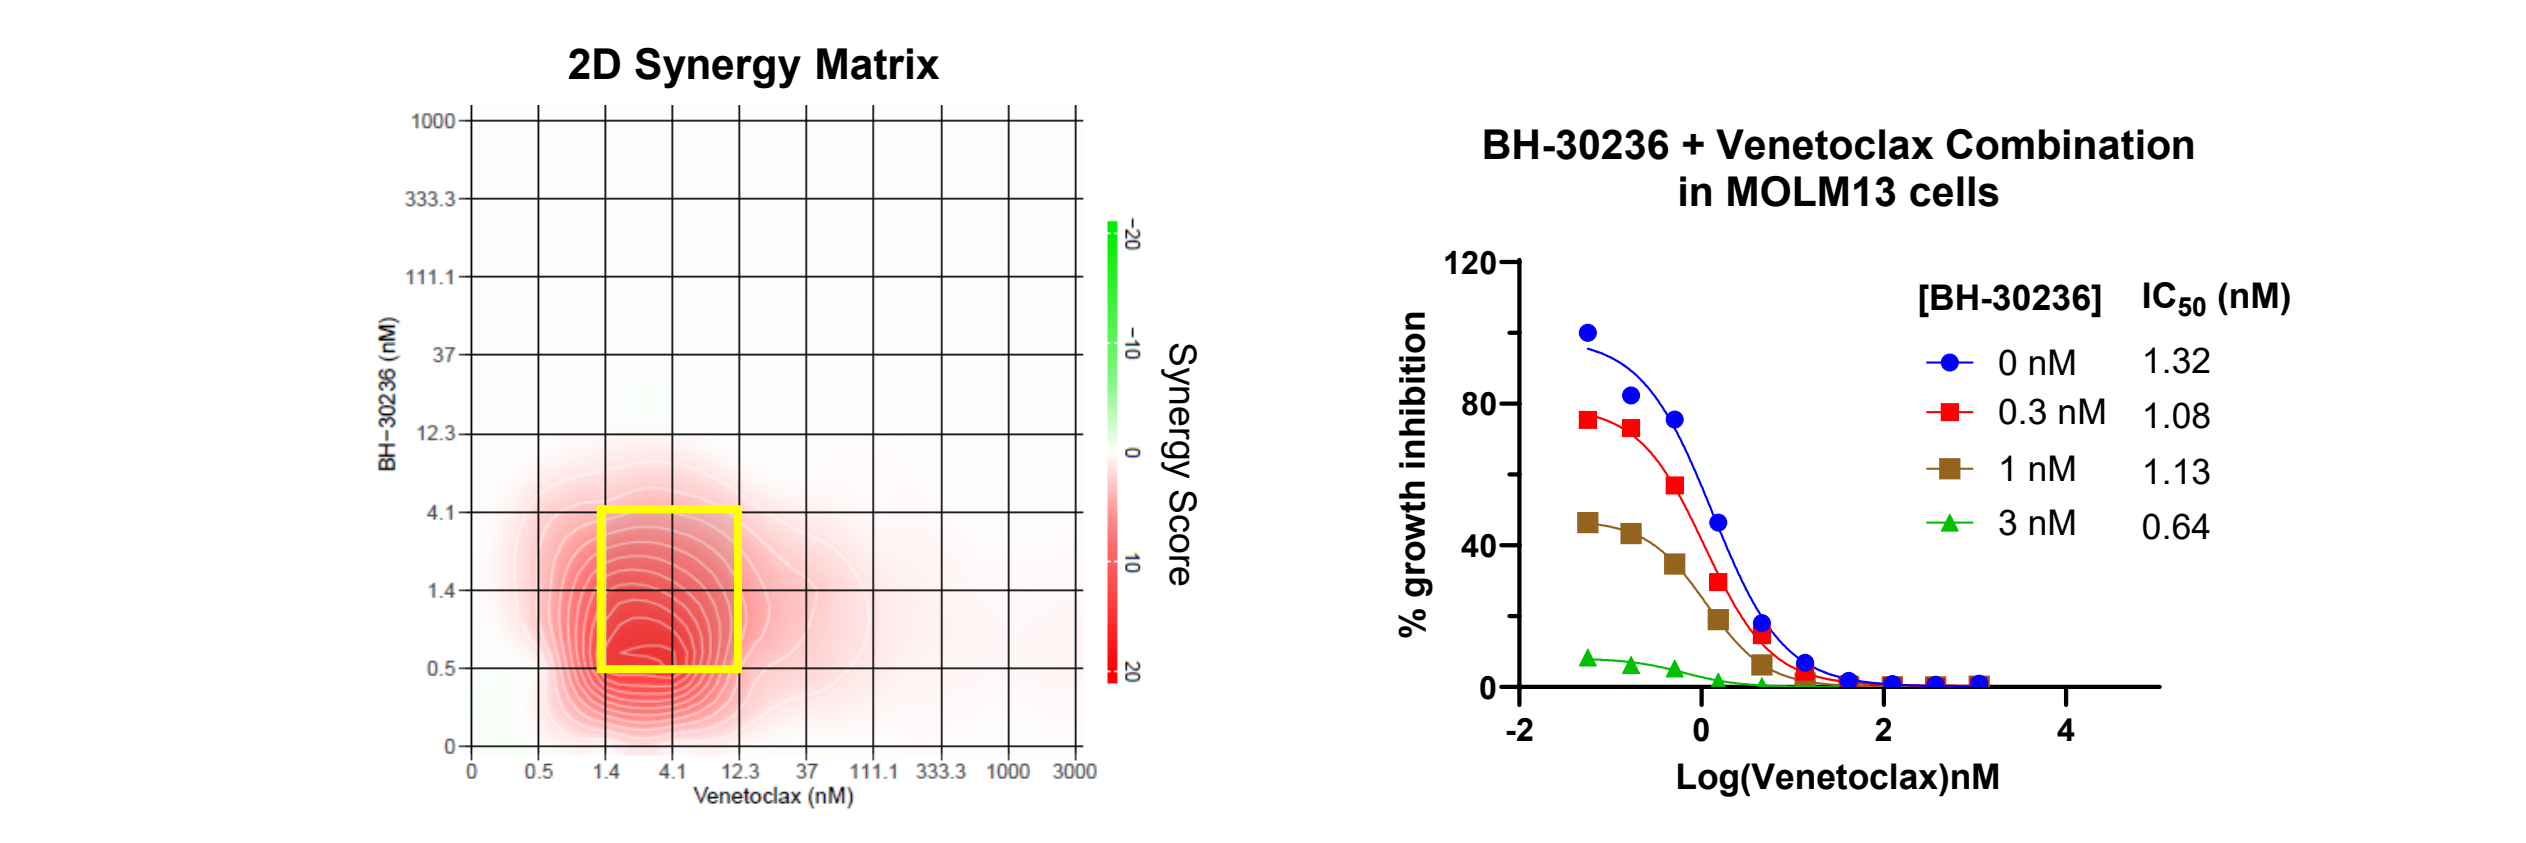 2D Synergy Matrix
1000
333.3
111.1
37
12.3
4.1
1.4
0.5
0
BH−30236 (nM)
0 0.5 1.4 4.1 12.3 37 111.1 333.3 1000 3000
Venetoclax (nM)
−20
−10
0
10
20
Synergy Score
BH-30236 + Venetoclax Combination
in MOLM13 cells
120
80
40
0
% growth inhibition
-2 0 2 4
Log(Venetoclax)nM
[BH-30236] IC50 (nM)
0 nM 1.32
0.3 nM 1.08
1 nM 1.13
3 nM 0.64